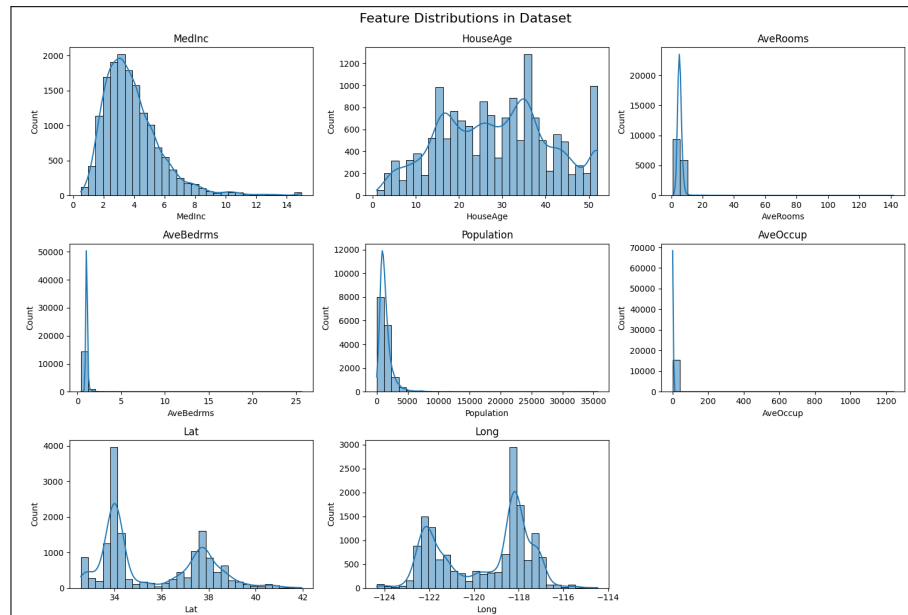 Feature Distributions in Dataset
MedInc
Count
2000
1500
1000
500
0
0 2 4 6 8 10 12 14
MedInc
HouseAge
Count
1200
1000
800
600
400
200
0
0 10 20 30 40 50
HouseAge
AveRooms
Count
20000
15000
10000
5000
0
0 20 40 60 80 100 120 140
AveRooms
AveBedrms
Count
50000
40000
30000
20000
10000
0
0 5 10 15 20 25
AveBedrms
Population
Count
12000
10000
8000
6000
4000
2000
0
0 5000 10000 15000 20000 25000 30000 35000
Population
AveOccup
Count
70000
60000
50000
40000
30000
20000
10000
0
0 200 400 600 800 1000 1200
AveOccup
Lat
Count
4000
3000
2000
1000
0
34 36 38 40 42
Lat
Long
Count
3000
2500
2000
1500
1000
500
0
−124 −122 −120 −118 −116 −114
Long